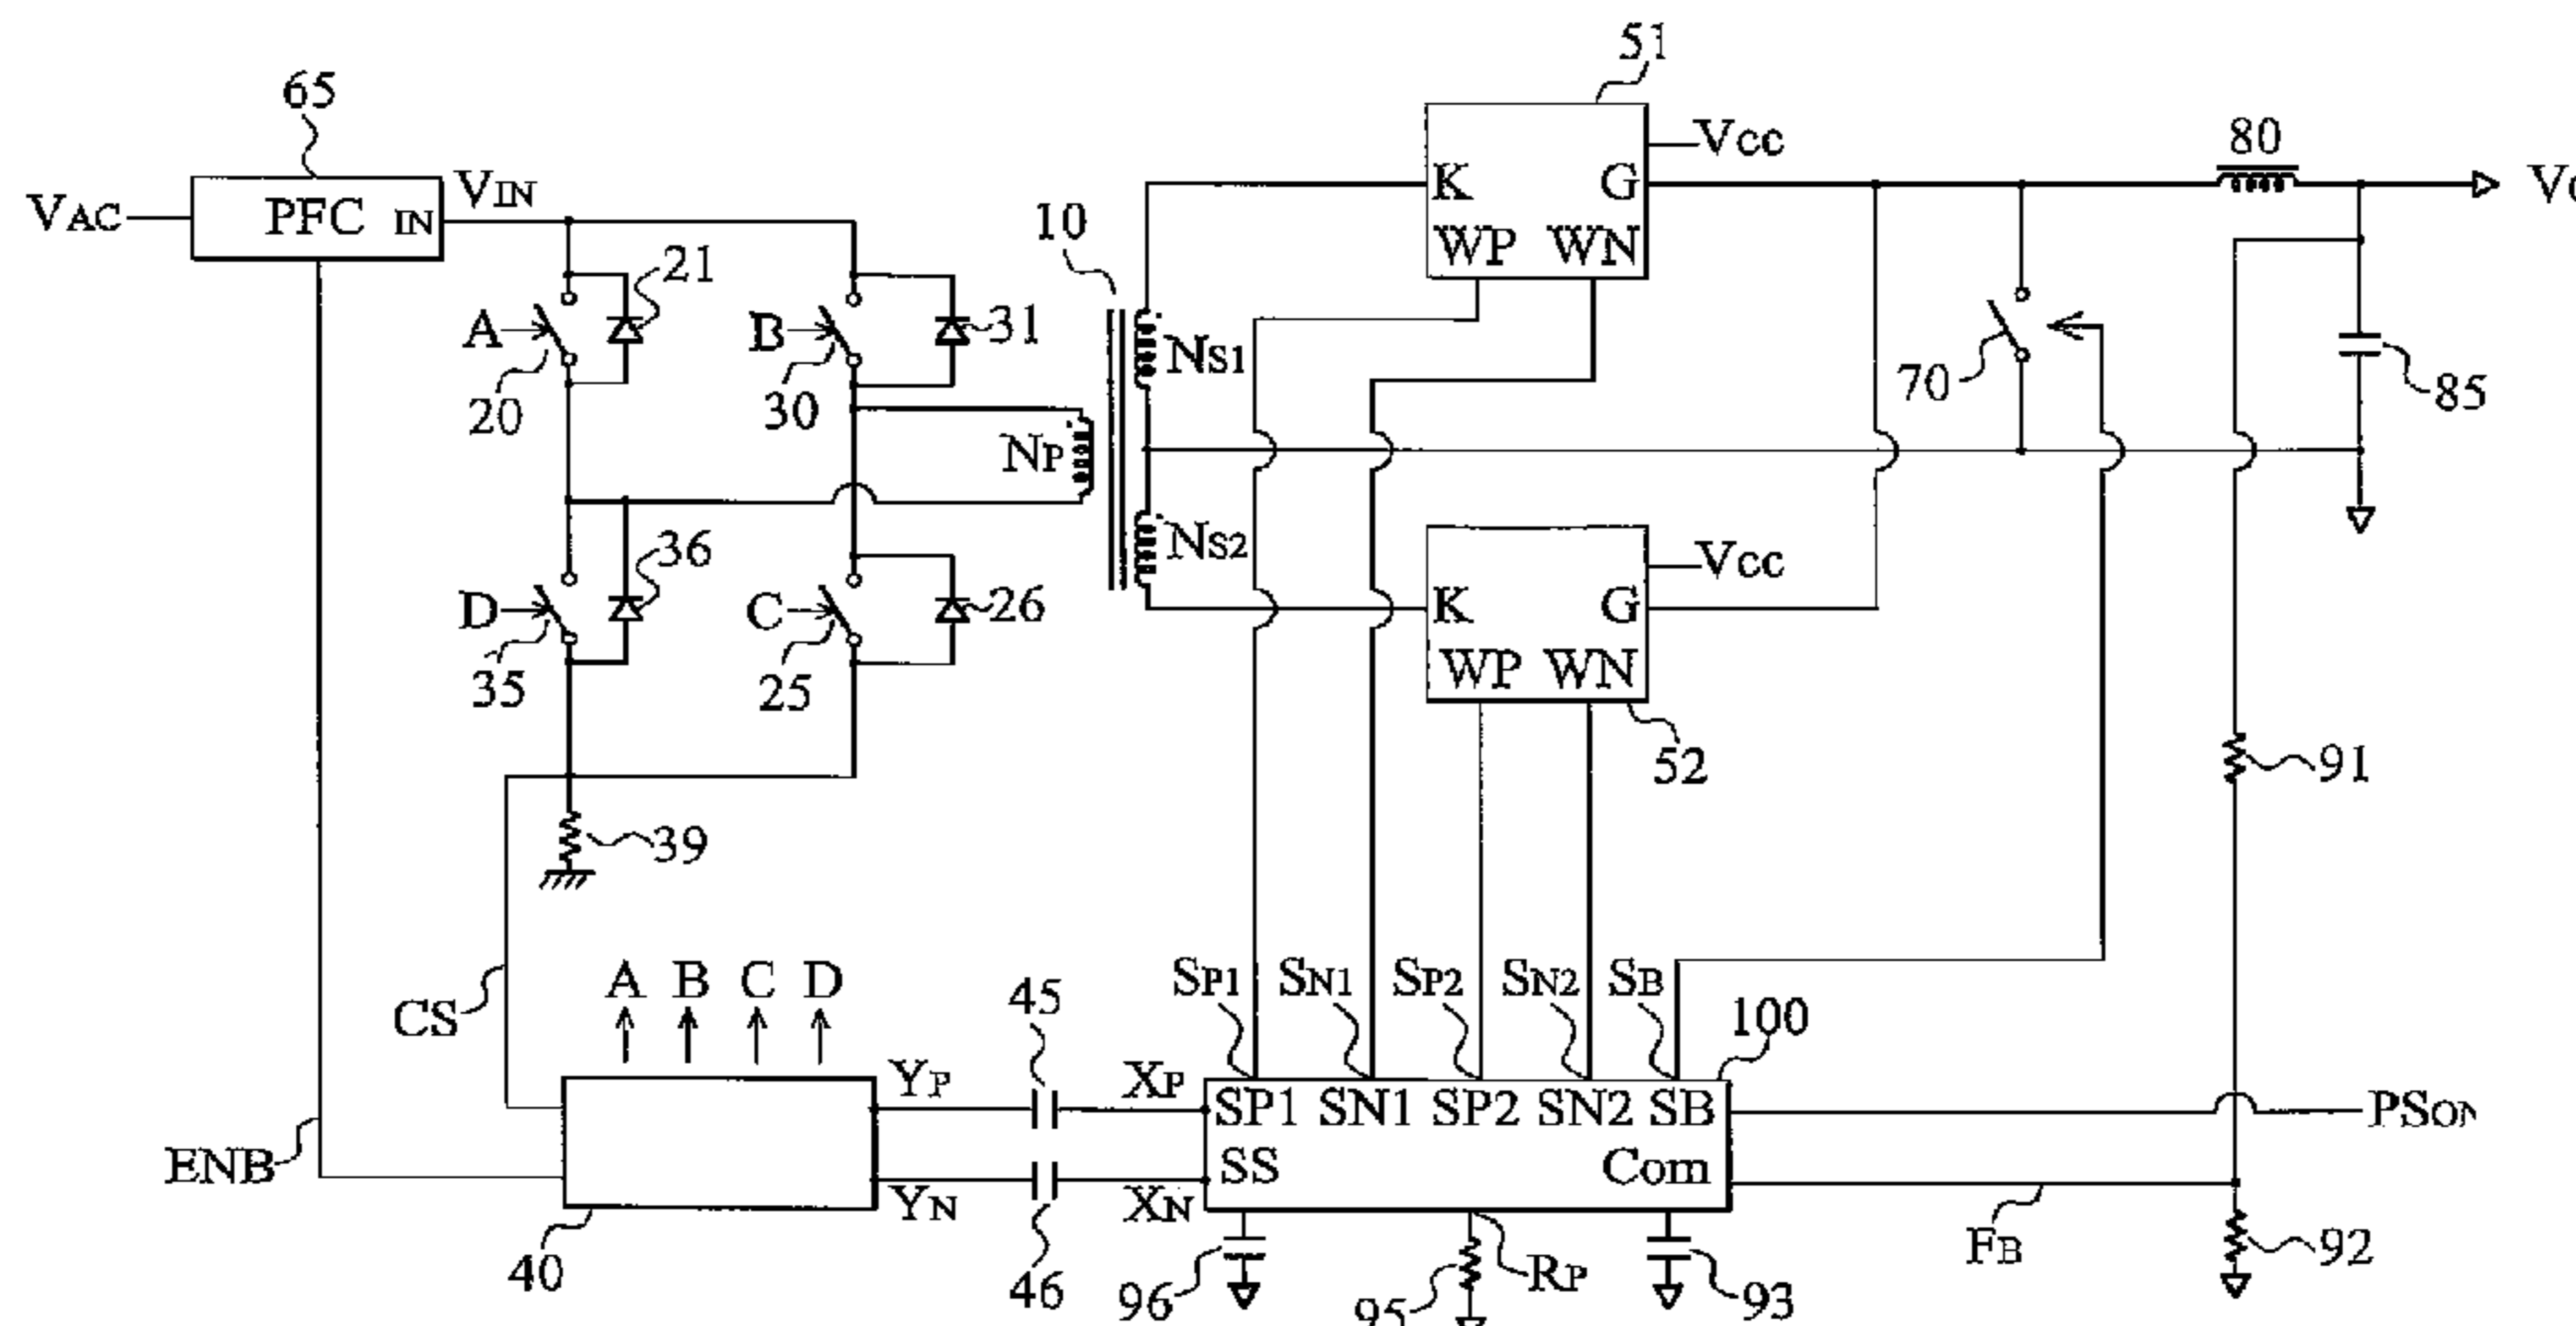 51
65
VCC
80
VIN
10
K
G
VAC
PFC
IN
WP
WN
21
A
B
31
NS1
20
30
70
85
NP
36
NS2
VCC
D
C
26
K
G
WP
WN
35
25
52
91
39
CS
A
B
C
D
45
SP1
SN1
SP2
SN2
SB
100
YP
XP
SP1
SN1
SP2
SN2
SB
PSON
ENB
SS
Com
YN
XN
40
46
96
95
RP
93
FB
92